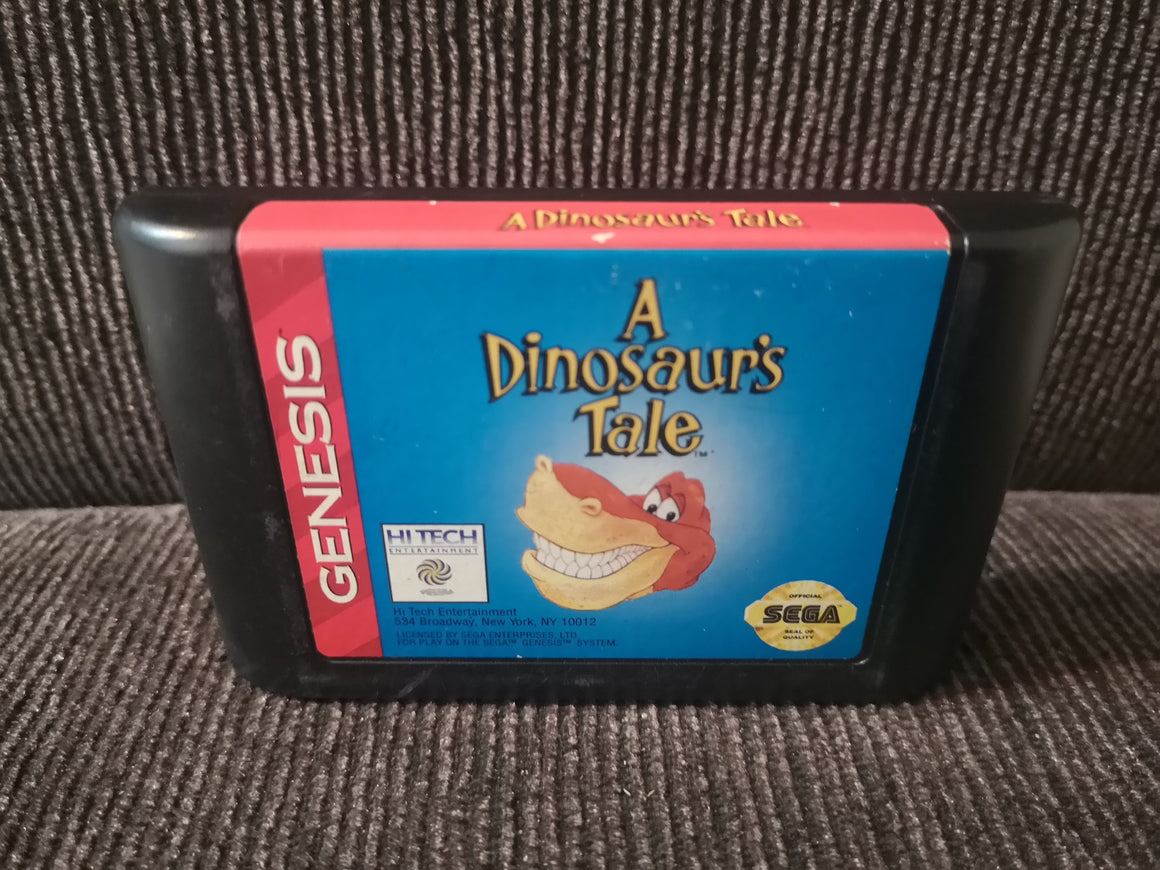 A Dinosaur's Tale
GENESIS
A
Dinosaur's
Tale™
HI TECH
ENTERTAINMENT
Hi Tech Entertainment
534 Broadway, New York, NY 10012
LICENSED BY SEGA ENTERPRISES, LTD.
FOR PLAY ON THE SEGA™ GENESIS™ SYSTEM.
OFFICIAL
SEGA
SEAL OF
QUALITY